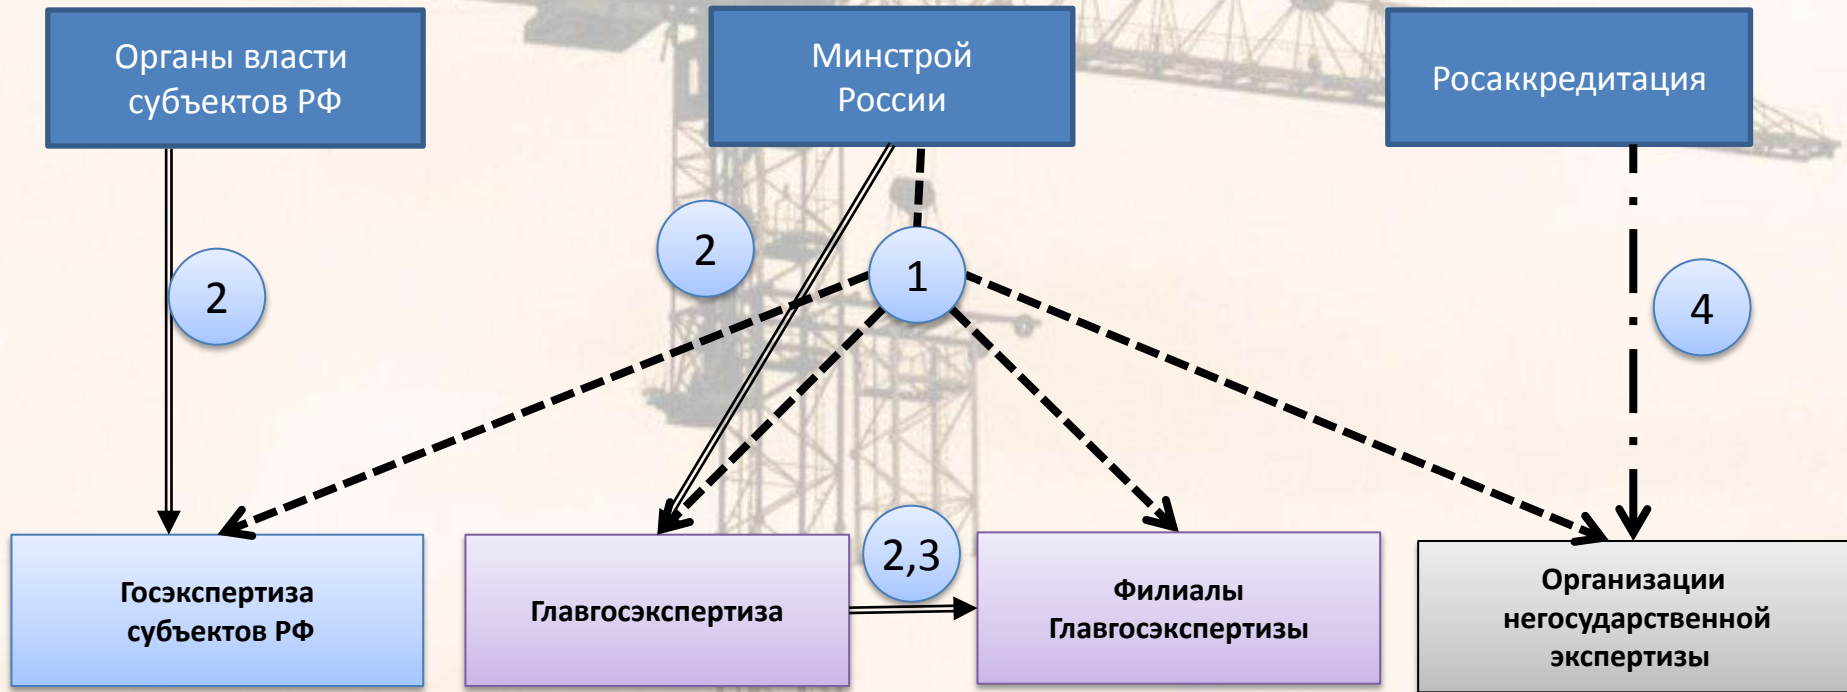 Органы власти
субъектов РФ
Минстрой
России
Росаккредитация
2
2
1
4
2,3
Госэкспертиза
субъектов РФ
Главгосэкспертиза
Филиалы
Главгосэкспертизы
Организации
негосударственной
экспертизы